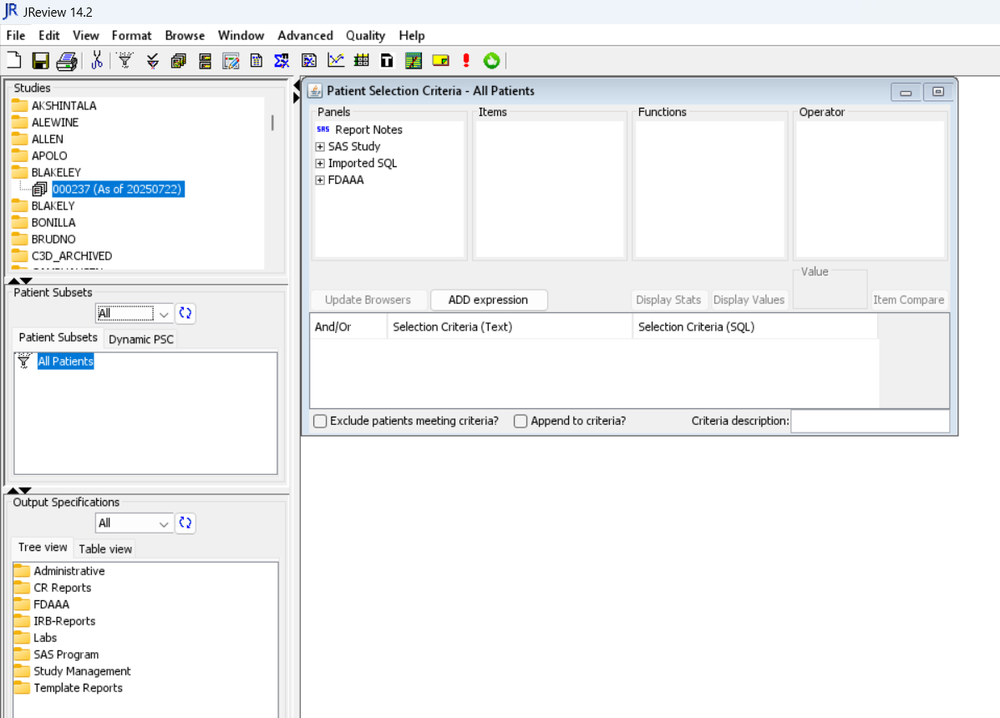 JR JReview 14.2
File Edit View Format Browse Window Advanced Quality Help
Studies
AKSHINTALA
ALEWINE
ALLEN
APOLO
BLAKELEY
000237 (As of 20250722)
BLAKELY
BONILLA
BRUDNO
C3D_ARCHIVED
Patient Subsets
All
Patient Subsets Dynamic PSC
All Patients
Output Specifications
All
Tree view Table view
Administrative
CR Reports
FDAAA
IRB-Reports
Labs
SAS Program
Study Management
Template Reports
Patient Selection Criteria - All Patients
Panels Items Functions Operator
SAS Report Notes
SAS Study
Imported SQL
FDAAA
Value
Update Browsers ADD expression Display Stats Display Values Item Compare
And/Or Selection Criteria (Text) Selection Criteria (SQL)
Exclude patients meeting criteria? Append to criteria? Criteria description: